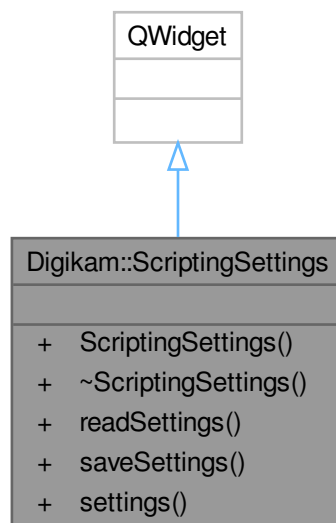 QWidget
Digikam::ScriptingSettings
+ ScriptingSettings()
+ ~ScriptingSettings()
+ readSettings()
+ saveSettings()
+ settings()